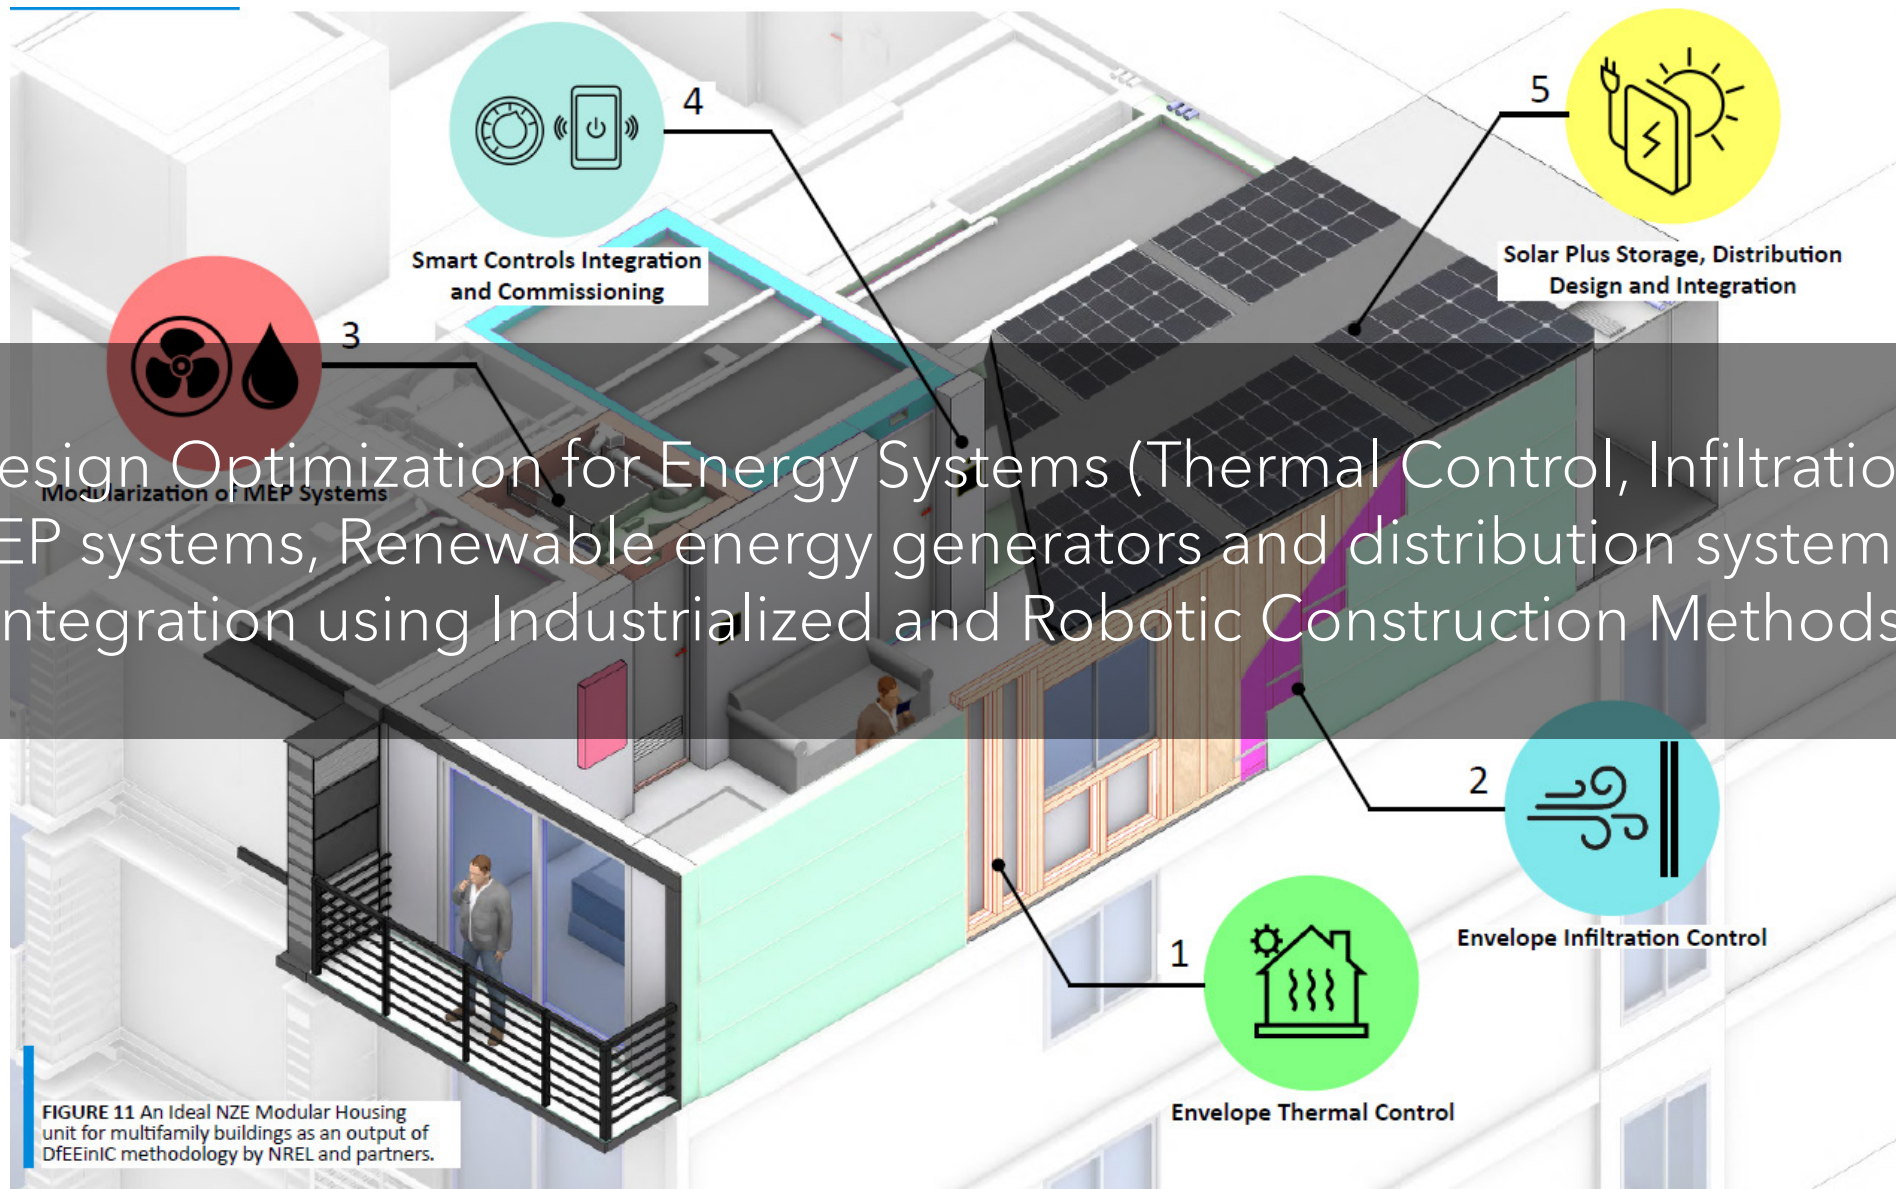 4
Smart Controls Integration
and Commissioning
5
Solar Plus Storage, Distribution
Design and Integration
3
Modularization of MEP Systems
esign Optimization for Energy Systems (Thermal Control, Infiltratio
EP systems, Renewable energy generators and distribution system
ntegration using Industrialized and Robotic Construction Methods
2
Envelope Infiltration Control
1
Envelope Thermal Control
FIGURE 11 An Ideal NZE Modular Housing
unit for multifamily buildings as an output of
DfEEinIC methodology by NREL and partners.